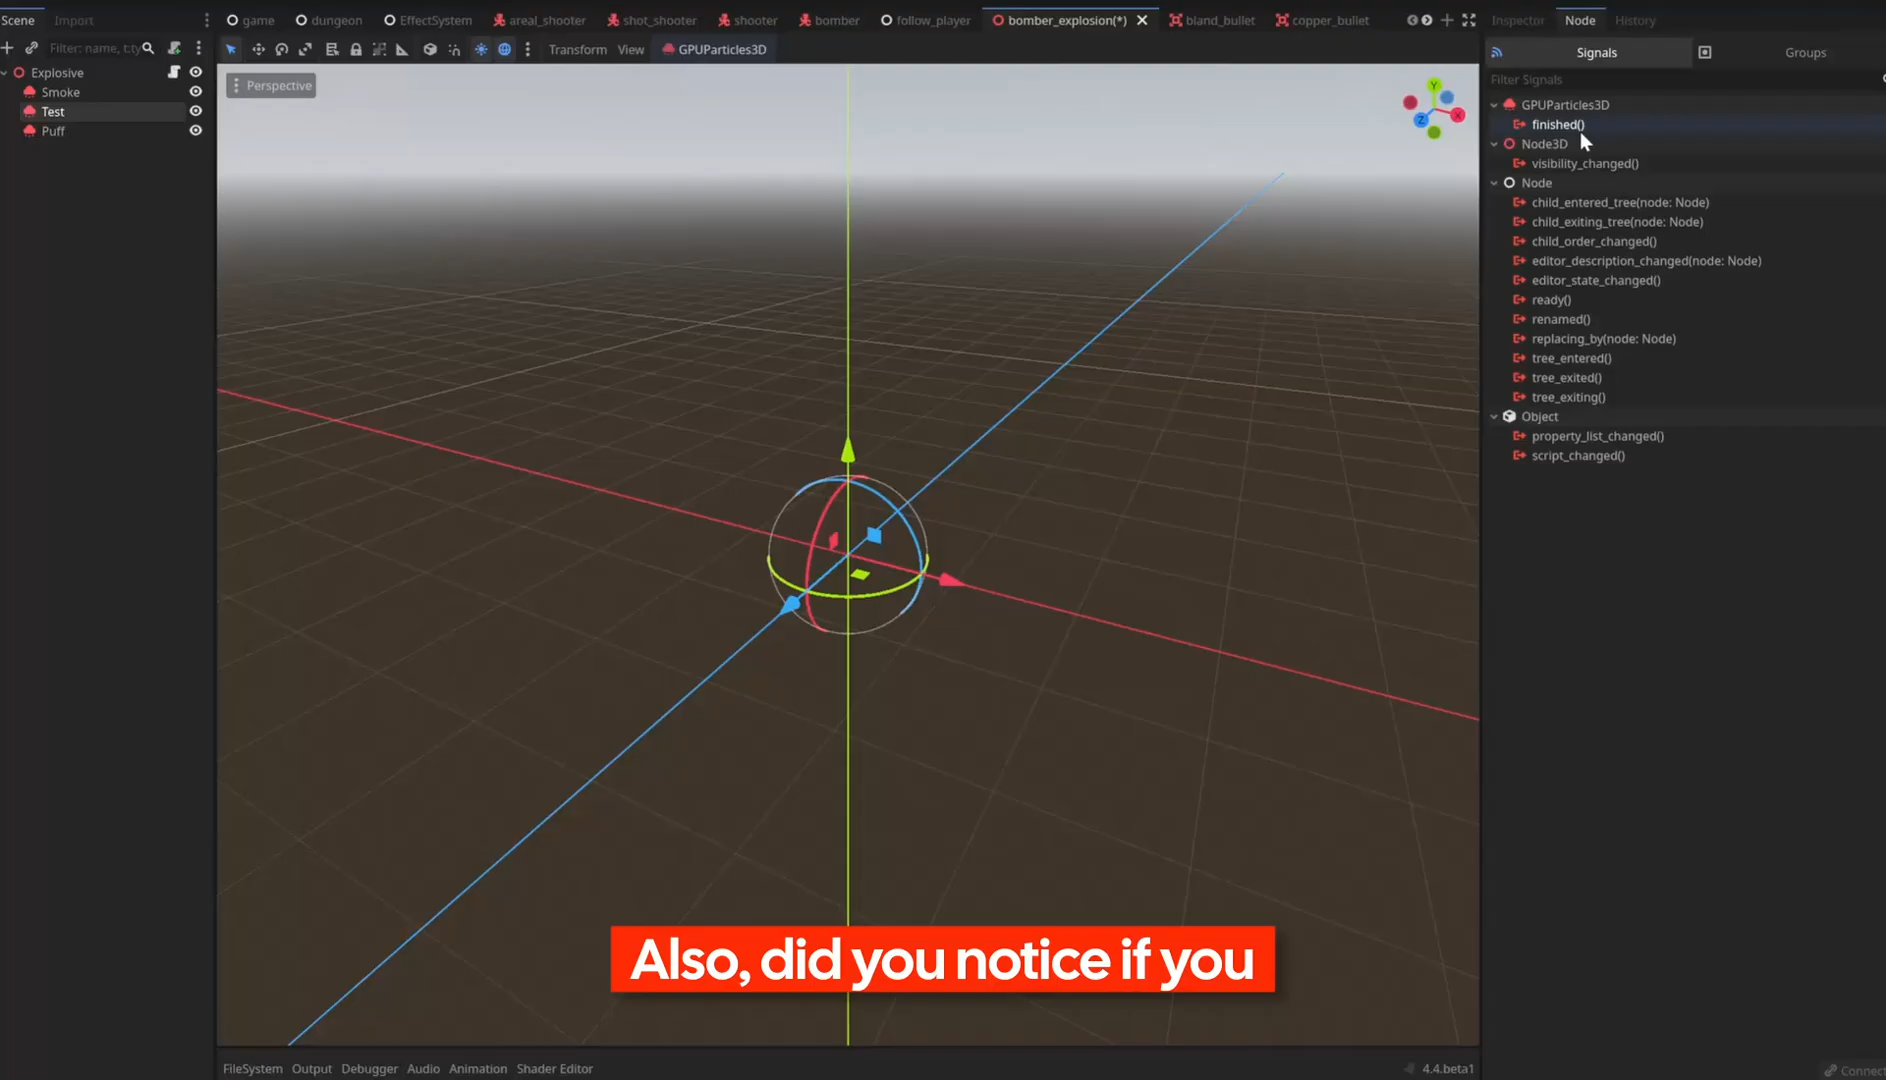 Scene Import
game dungeon EffectSystem areal_shooter shot_shooter shooter bomber follow_player bomber_explosion(*) bland_bullet copper_bullet
Inspector Node History
Filter: name, t:ty
Transform View GPUParticles3D
Signals Groups
Filter Signals
Explosive
Smoke
Test
Puff
Perspective
Y
X
Z
GPUParticles3D
finished()
Node3D
visibility_changed()
Node
child_entered_tree(node: Node)
child_exiting_tree(node: Node)
child_order_changed()
editor_description_changed(node: Node)
editor_state_changed()
ready()
renamed()
replacing_by(node: Node)
tree_entered()
tree_exited()
tree_exiting()
Object
property_list_changed()
script_changed()
Also, did you notice if you
FileSystem Output Debugger Audio Animation Shader Editor
4.4.beta1
Connect